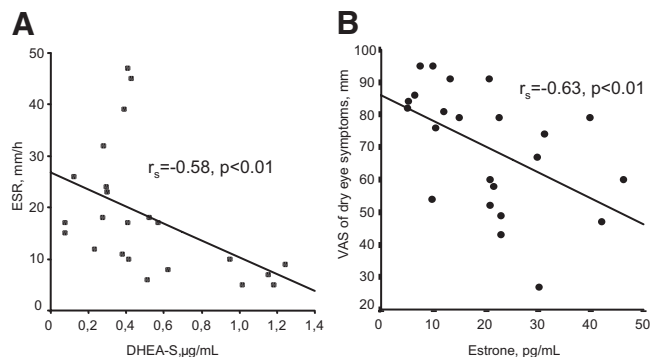 A
50
40
30
20
10
0
ESR, mm/h
r_s=-0.58, p<0.01
0 0,2 0,4 0,6 0,8 1,0 1,2 1,4
DHEA-S,µg/mL
B
100
90
80
70
60
50
40
30
20
VAS of dry eye symptoms, mm
r_s=-0.63, p<0.01
0 10 20 30 40 50
Estrone, pg/mL